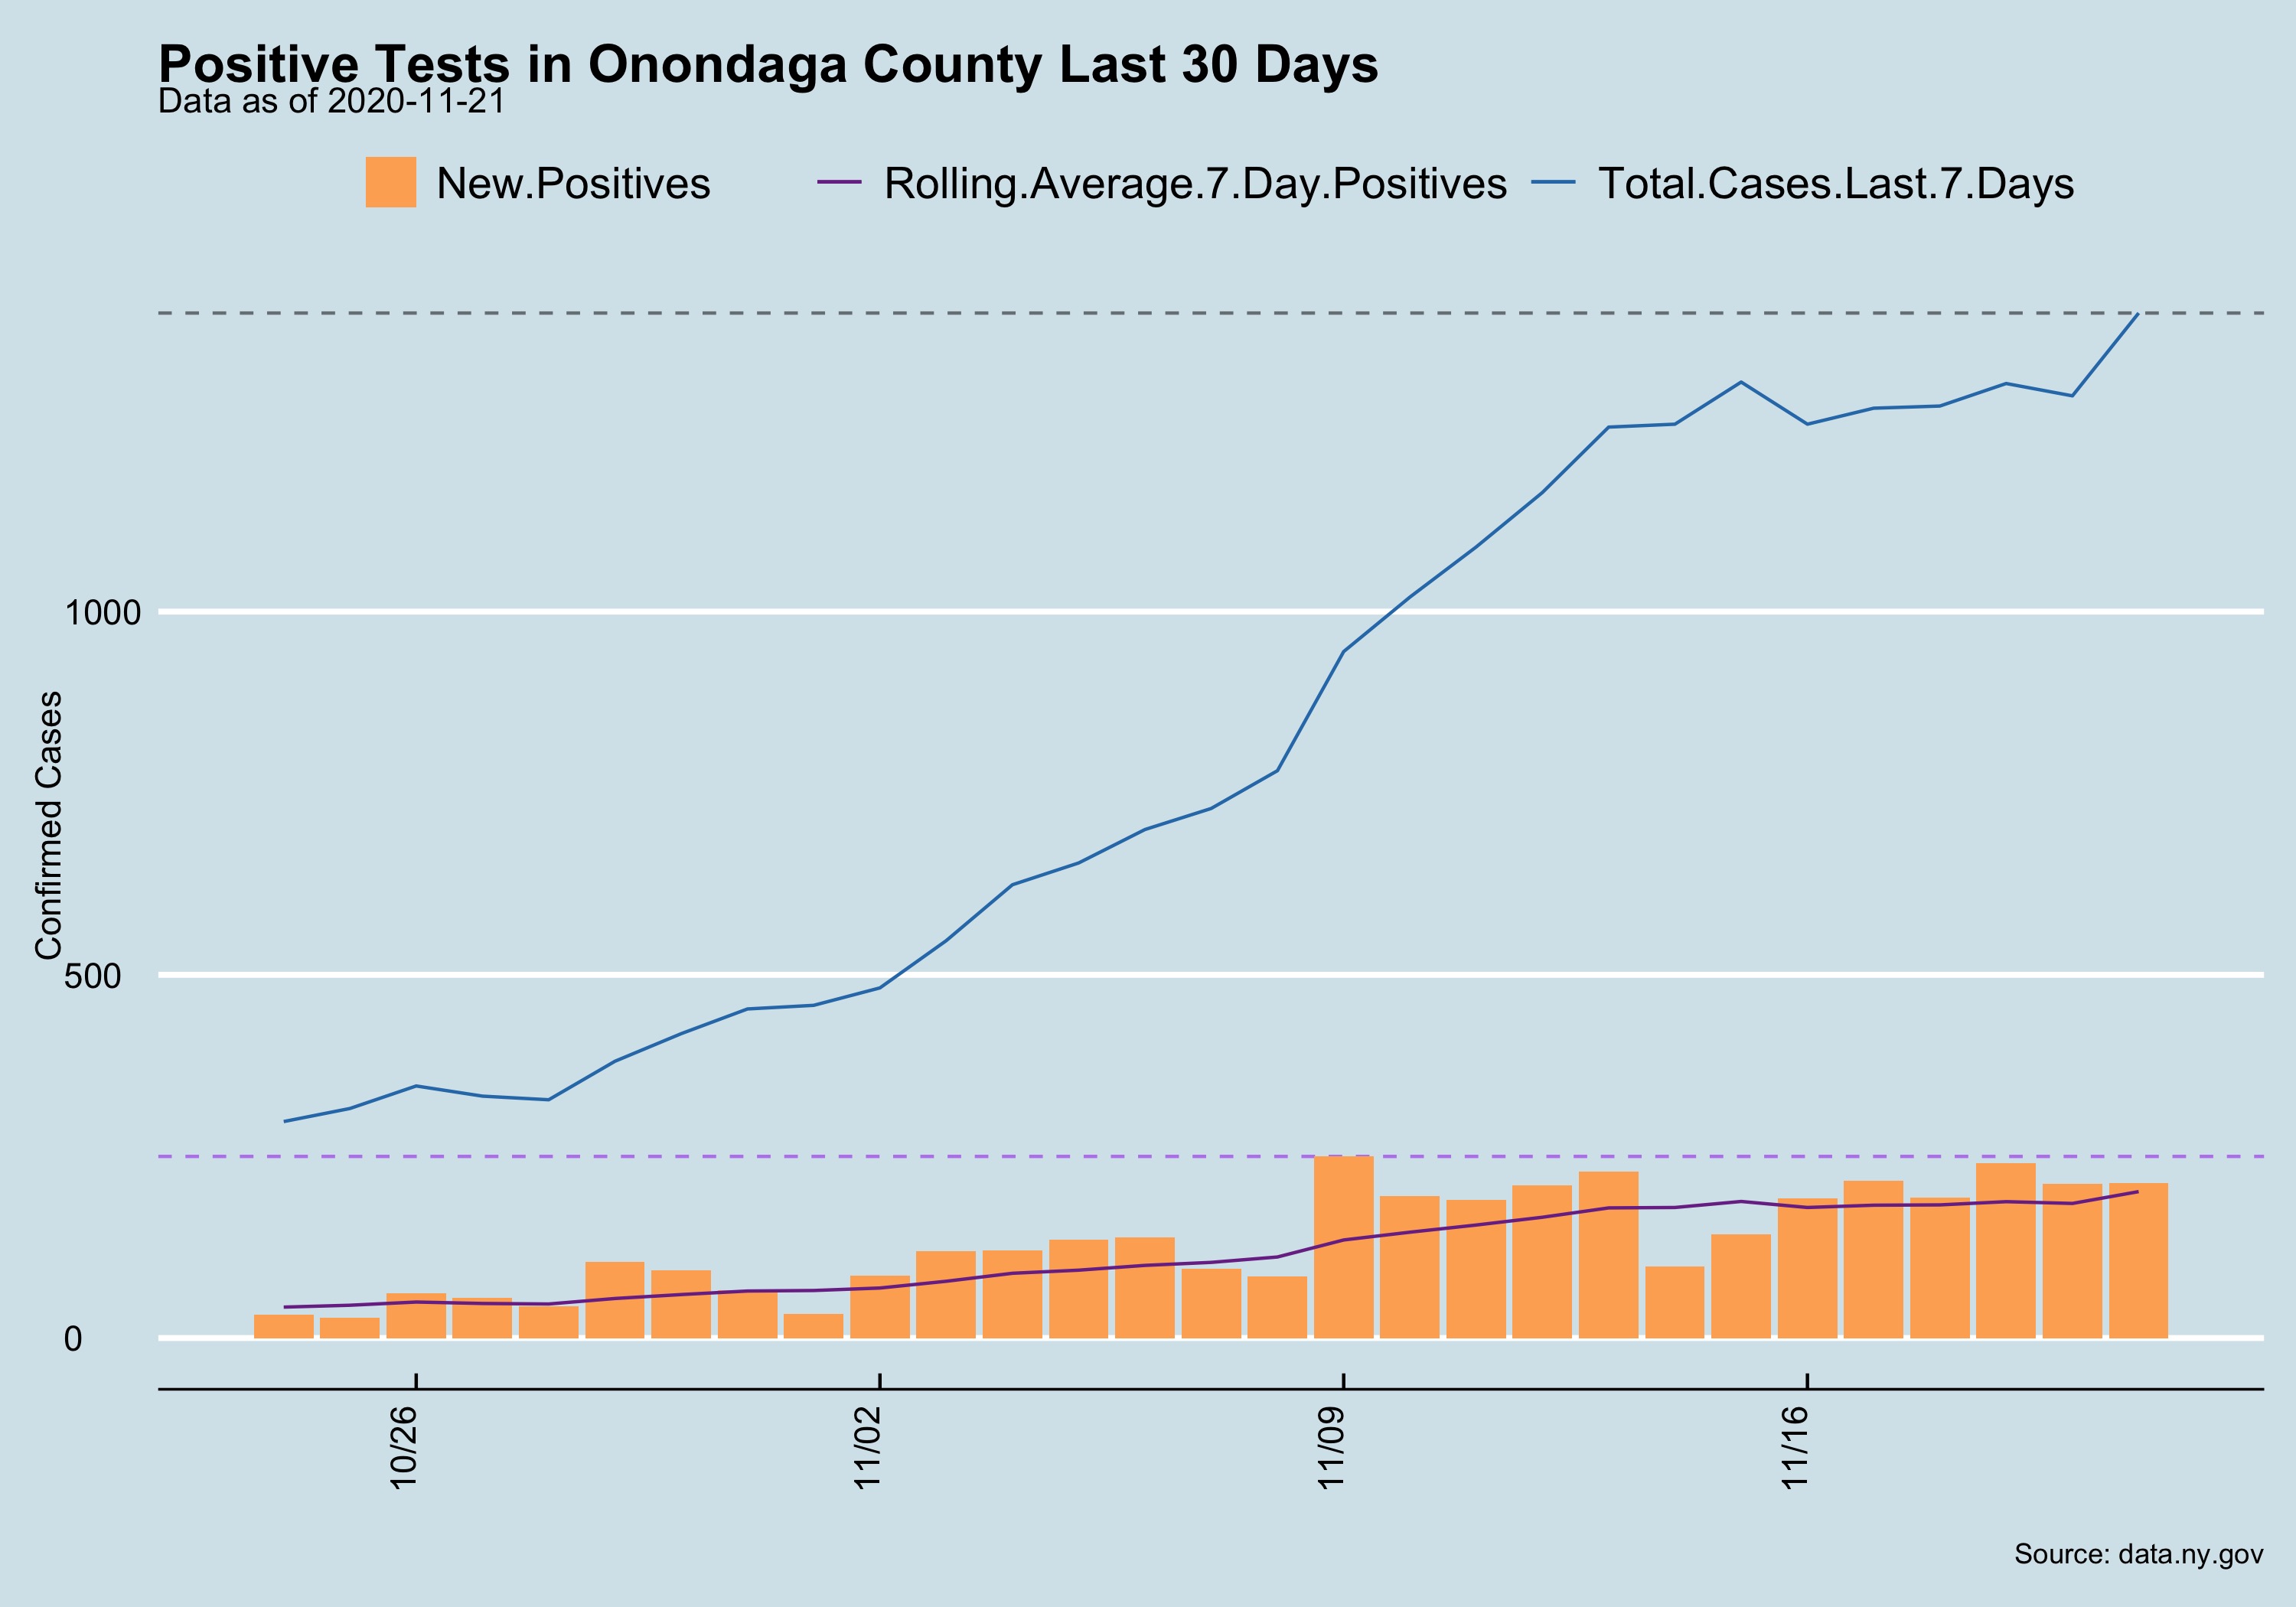 Positive Tests in Onondaga County Last 30 Days
Data as of 2020-11-21
New.Positives
Rolling.Average.7.Day.Positives
Total.Cases.Last.7.Days
Confirmed Cases
1000
500
0
10/26
11/02
11/09
11/16
Source: data.ny.gov